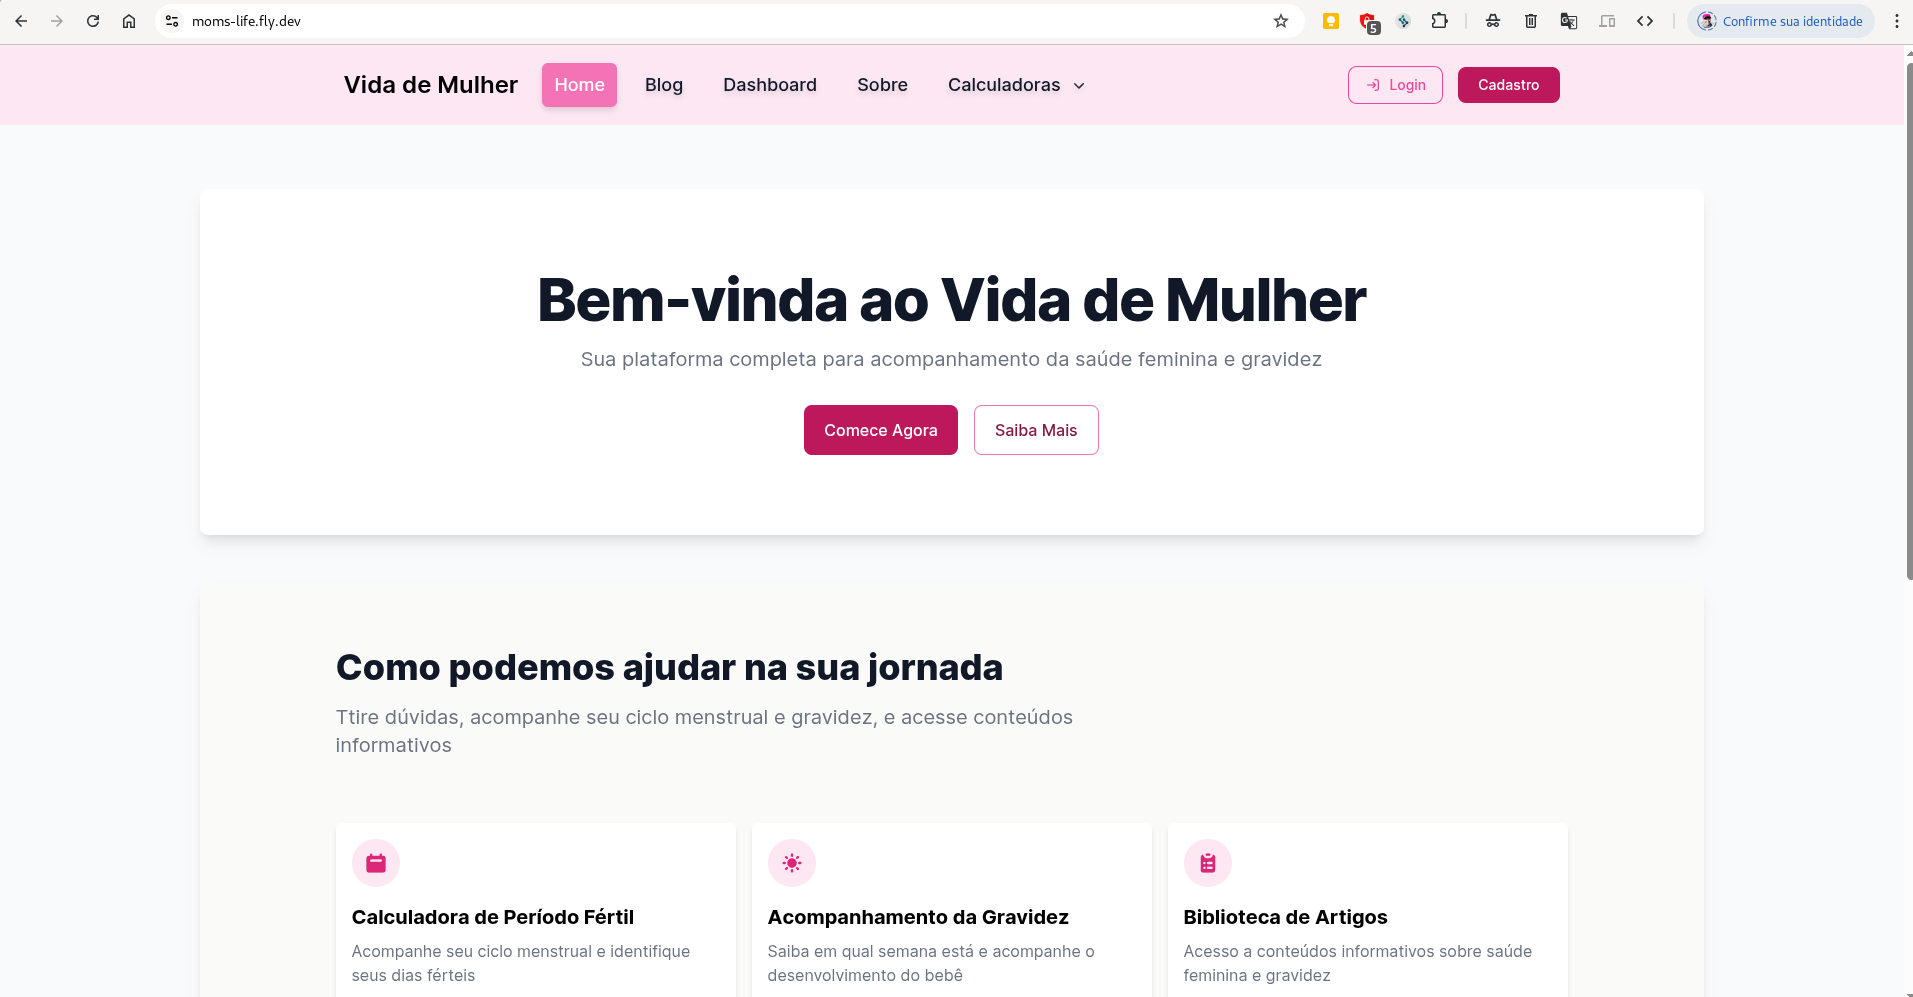 moms-life.fly.dev
5
Confirme sua identidade
Vida de Mulher
Home
Blog
Dashboard
Sobre
Calculadoras
Login
Cadastro
Bem-vinda ao Vida de Mulher
Sua plataforma completa para acompanhamento da saúde feminina e gravidez
Comece Agora
Saiba Mais
Como podemos ajudar na sua jornada
Ttire dúvidas, acompanhe seu ciclo menstrual e gravidez, e acesse conteúdos
informativos
Calculadora de Período Fértil
Acompanhe seu ciclo menstrual e identifique
seus dias férteis
Acompanhamento da Gravidez
Saiba em qual semana está e acompanhe o
desenvolvimento do bebê
Biblioteca de Artigos
Acesso a conteúdos informativos sobre saúde
feminina e gravidez